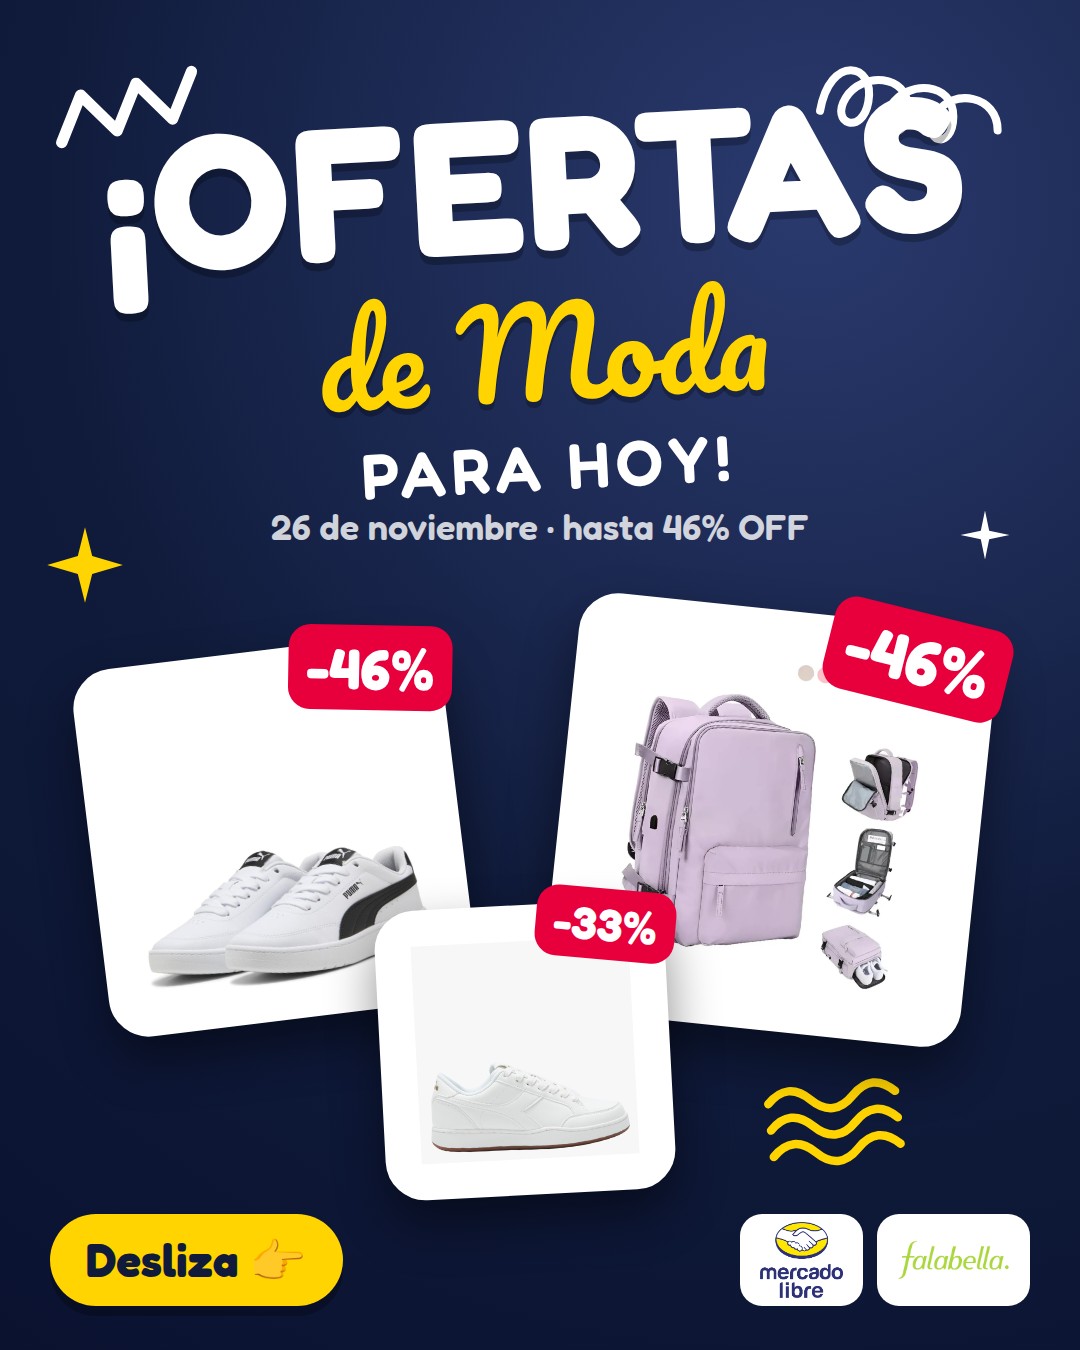 ¡OFERTAS
de Moda
PARA HOY!
26 de noviembre · hasta 46% OFF
-46%
-46%
PUMA
-33%
Desliza 👉
mercado
libre
falabella.